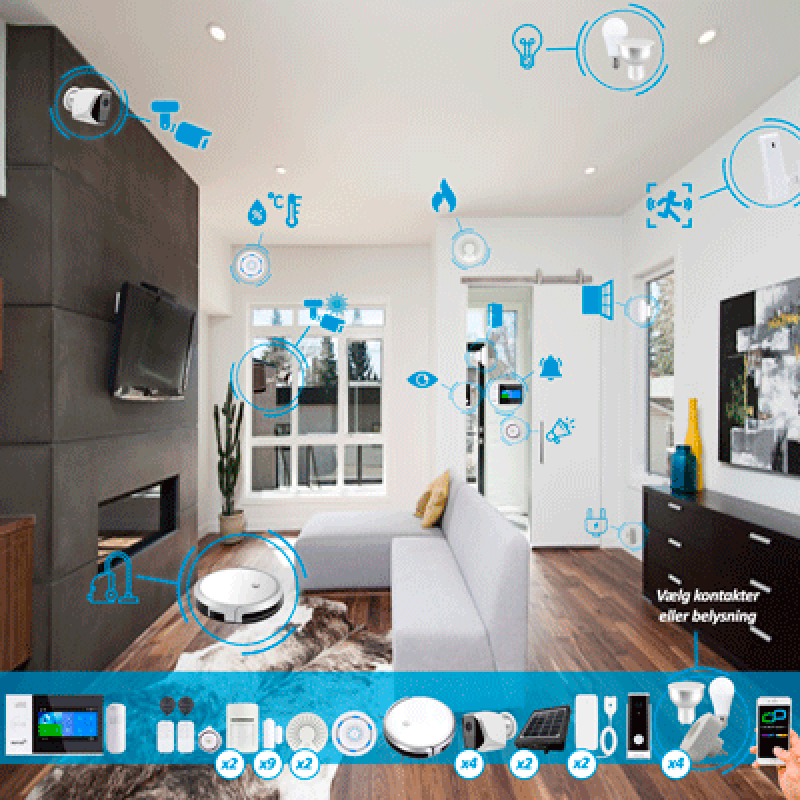 °C
%
Vælg kontakter
eller belysning
x2
x9
x2
x4
x2
x2
x4